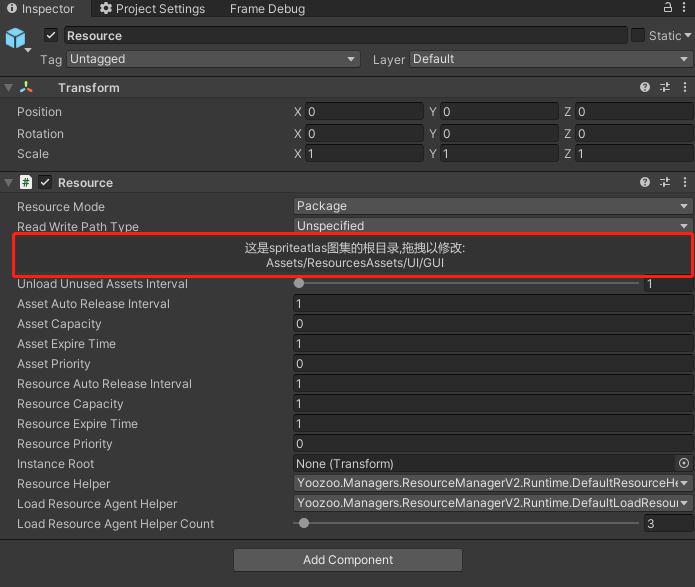 Inspector Project Settings Frame Debug
Resource Static
Tag Untagged Layer Default
Transform
Position X 0 Y 0 Z 0
Rotation X 0 Y 0 Z 0
Scale X 1 Y 1 Z 1
# Resource
Resource Mode Package
Read Write Path Type Unspecified
这是spriteatlas图集的根目录,拖拽以修改:
Assets/ResourcesAssets/UI/GUI
Unload Unused Assets Interval 1
Asset Auto Release Interval 1
Asset Capacity 0
Asset Expire Time 1
Asset Priority 0
Resource Auto Release Interval 1
Resource Capacity 1
Resource Expire Time 1
Resource Priority 0
Instance Root None (Transform)
Resource Helper Yoozoo.Managers.ResourceManagerV2.Runtime.DefaultResourceHe
Load Resource Agent Helper Yoozoo.Managers.ResourceManagerV2.Runtime.DefaultLoadResour
Load Resource Agent Helper Count 3
Add Component